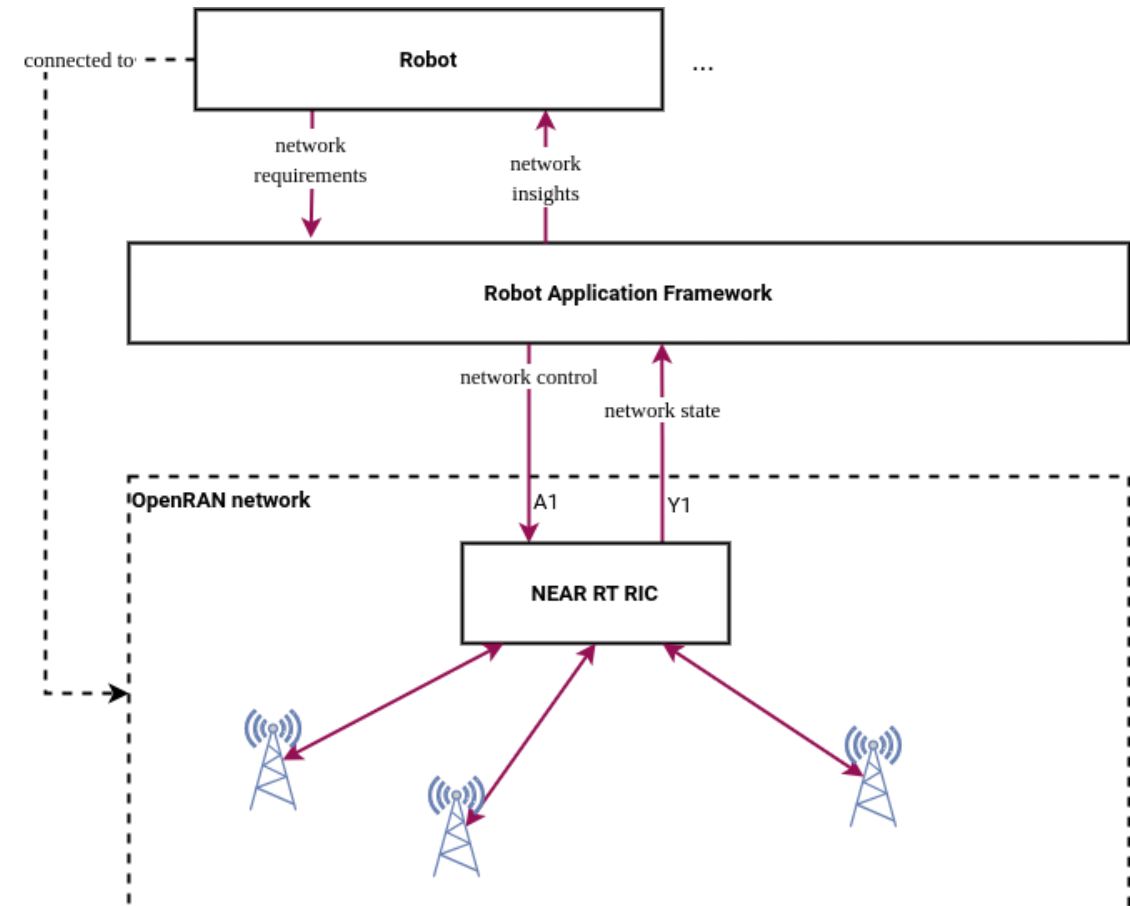 Robot
...
connected to
network
requirements
network
insights
Robot Application Framework
network control
network state
OpenRAN network
A1
Y1
NEAR RT RIC